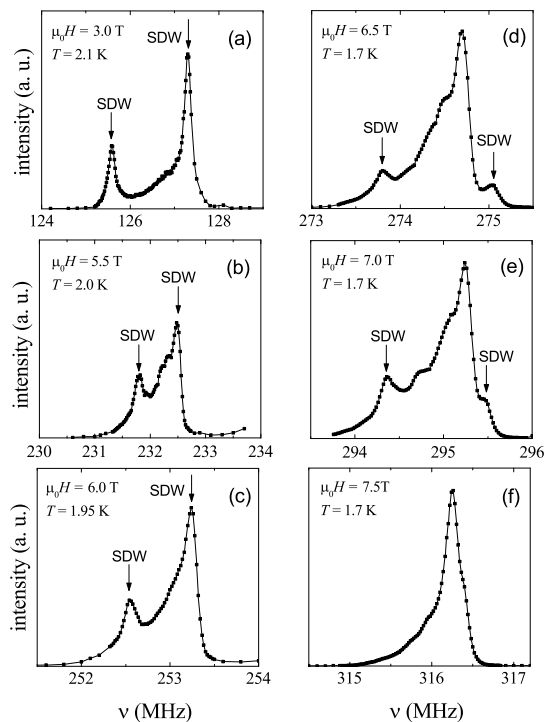 μ₀H = 3.0 T
T = 2.1 K
SDW
SDW
(a)
intensity (a. u.)
124 126 128
μ₀H = 5.5 T
T = 2.0 K
SDW
SDW
(b)
intensity (a. u.)
230 231 232 233 234
μ₀H = 6.0 T
T = 1.95 K
SDW
SDW
(c)
intensity (a. u.)
252 253 254
ν (MHz)
μ₀H = 6.5 T
T = 1.7 K
SDW
SDW
(d)
273 274 275
μ₀H = 7.0 T
T = 1.7 K
SDW
SDW
(e)
294 295 296
μ₀H = 7.5T
T = 1.7 K
(f)
315 316 317
ν (MHz)